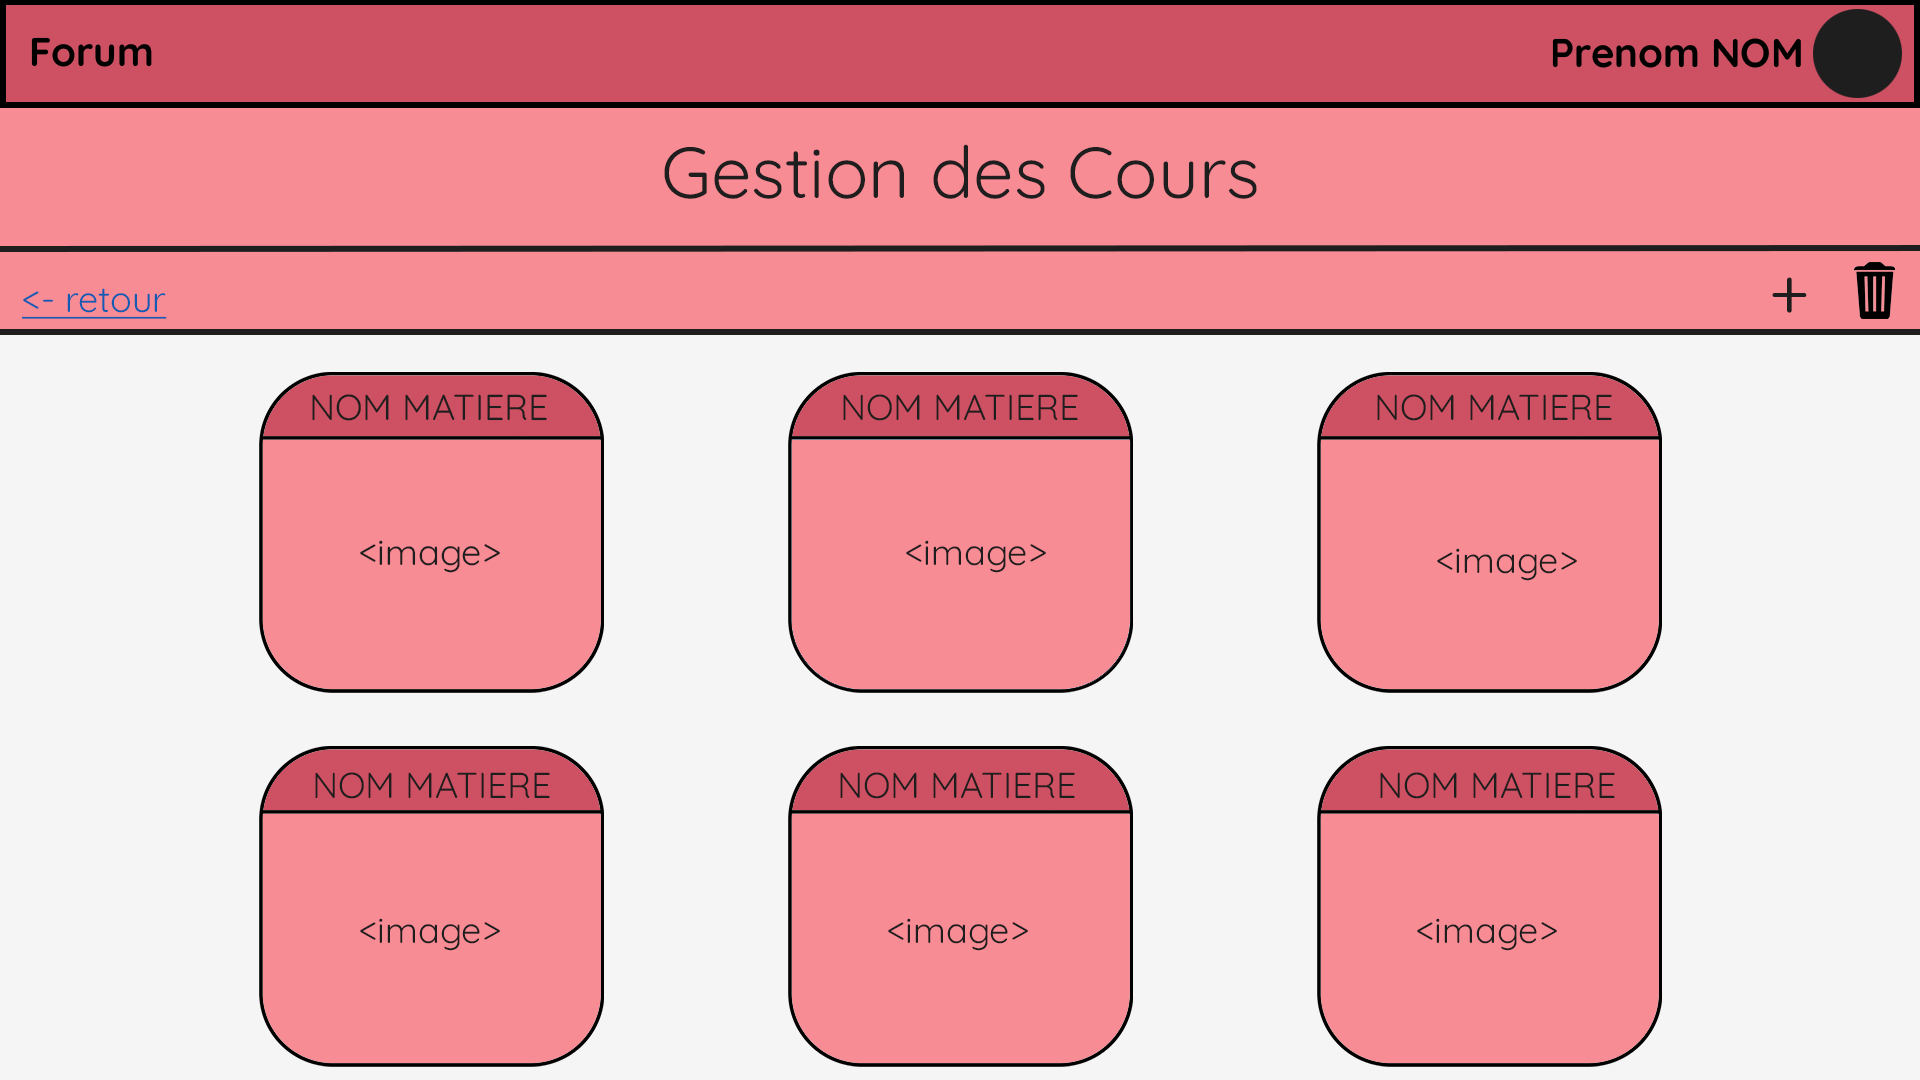 Forum
Prenom NOM
Gestion des Cours
<- retour
+
NOM MATIERE
NOM MATIERE
NOM MATIERE
<image>
<image>
<image>
NOM MATIERE
NOM MATIERE
NOM MATIERE
<image>
<image>
<image>